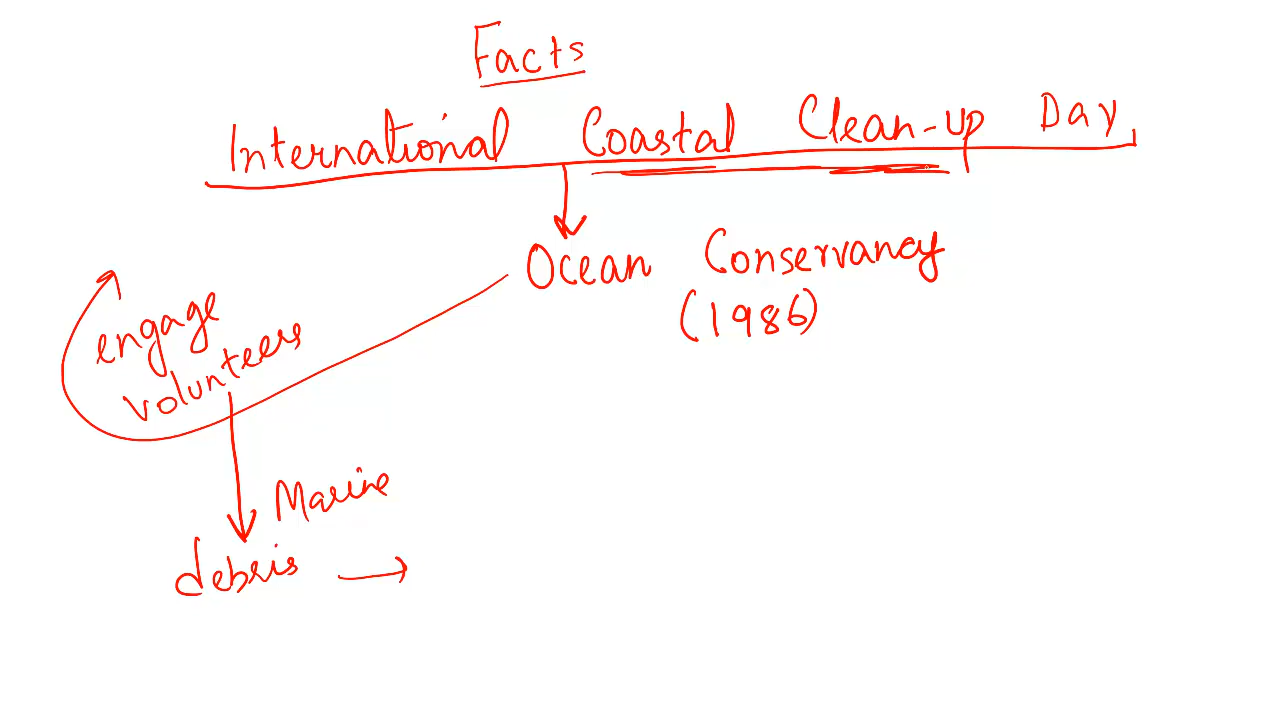 Facts
International Coastal Clean-up Day
Ocean Conservancy
(1986)
engage
volunteers
Marine
debris